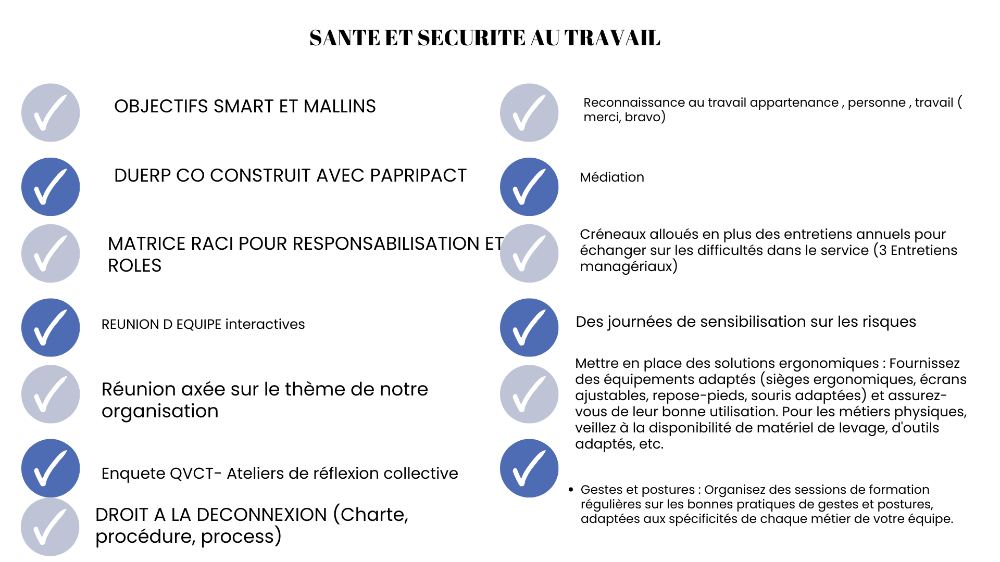 SANTE ET SECURITE AU TRAVAIL
OBJECTIFS SMART ET MALLINS
DUERP CO CONSTRUIT AVEC PAPRIPACT
MATRICE RACI POUR RESPONSABILISATION ET
ROLES
REUNION D EQUIPE interactives
Réunion axée sur le thème de notre
organisation
Enquete QVCT- Ateliers de réflexion collective
DROIT A LA DECONNEXION (Charte,
procédure, process)
Reconnaissance au travail appartenance , personne , travail (
merci, bravo)
Médiation
Créneaux alloués en plus des entretiens annuels pour
échanger sur les difficultés dans le service (3 Entretiens
managériaux)
Des journées de sensibilisation sur les risques
Mettre en place des solutions ergonomiques : Fournissez
des équipements adaptés (sièges ergonomiques, écrans
ajustables, repose-pieds, souris adaptées) et assurez-
vous de leur bonne utilisation. Pour les métiers physiques,
veillez à la disponibilité de matériel de levage, d'outils
adaptés, etc.
• Gestes et postures : Organisez des sessions de formation
régulières sur les bonnes pratiques de gestes et postures,
adaptées aux spécificités de chaque métier de votre équipe.